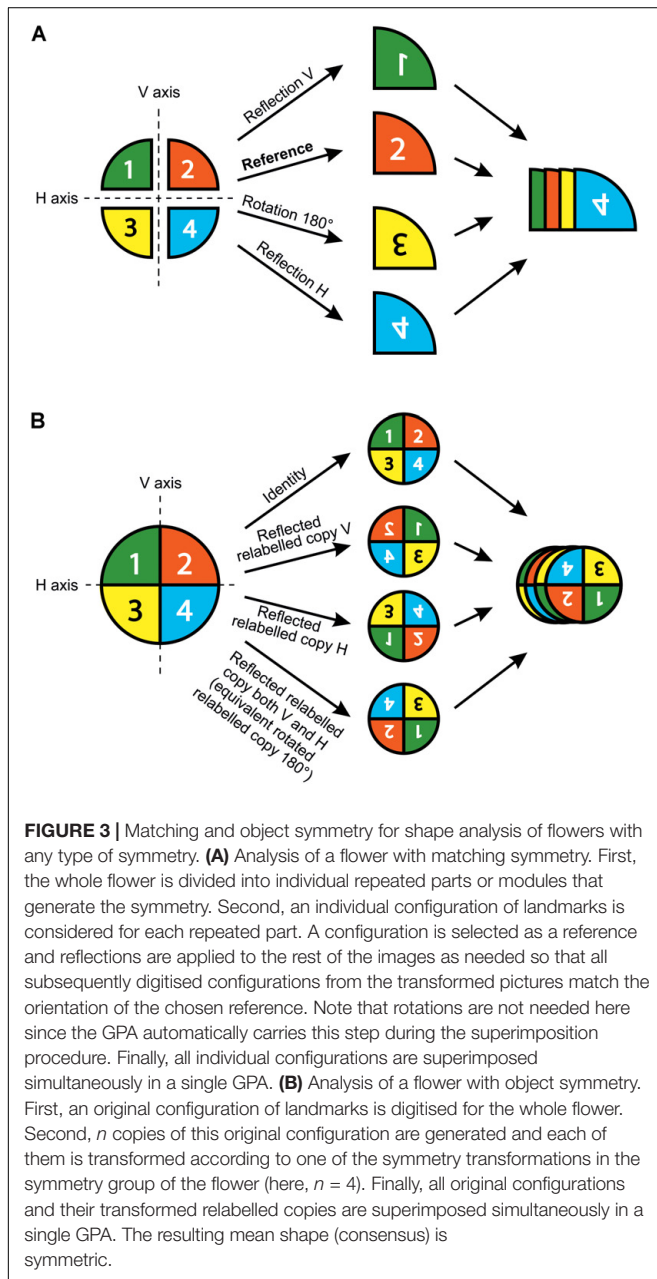 A
V axis
H axis
1
2
3
4
Reflection V
Reference
Rotation 180°
Reflection H
1
2
3
4
4
B
V axis
H axis
1
2
3
4
Identity
Reflected
relabelled copy V
Reflected
relabelled copy H
Reflected relabelled
copy both V and H
(equivalent rotated
relabelled copy 180°)
1 2
3 4
2 1
4 3
3 4
1 2
4 3
2 1
4 3
2 1
FIGURE 3 | Matching and object symmetry for shape analysis of flowers with
any type of symmetry. (A) Analysis of a flower with matching symmetry. First,
the whole flower is divided into individual repeated parts or modules that
generate the symmetry. Second, an individual configuration of landmarks is
considered for each repeated part. A configuration is selected as a reference
and reflections are applied to the rest of the images as needed so that all
subsequently digitised configurations from the transformed pictures match the
orientation of the chosen reference. Note that rotations are not needed here
since the GPA automatically carries this step during the superimposition
procedure. Finally, all individual configurations are superimposed
simultaneously in a single GPA. (B) Analysis of a flower with object symmetry.
First, an original configuration of landmarks is digitised for the whole flower.
Second, n copies of this original configuration are generated and each of
them is transformed according to one of the symmetry transformations in the
symmetry group of the flower (here, n = 4). Finally, all original configurations
and their transformed relabelled copies are superimposed simultaneously in a
single GPA. The resulting mean shape (consensus) is
symmetric.